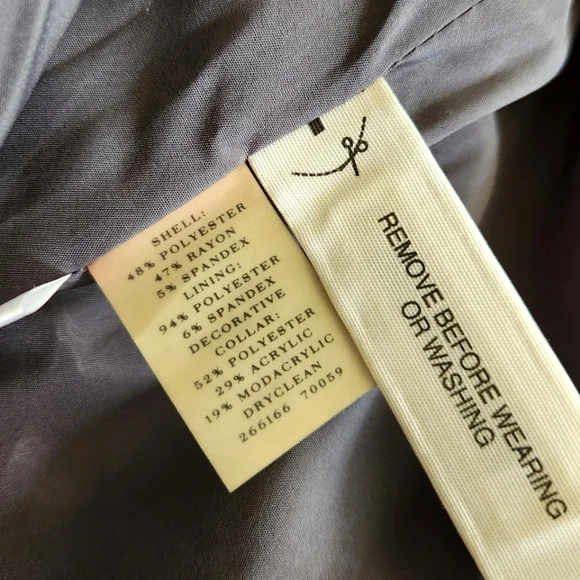 SHELL:
48% POLYESTER
47% RAYON
5% SPANDEX
LINING:
94% POLYESTER
6% SPANDEX
DECORATIVE
COLLAR:
52% POLYESTER
29% ACRYLIC
19% MODACRYLIC
DRYCLEAN
266166 70059
REMOVE BEFORE WEARING
OR WASHING